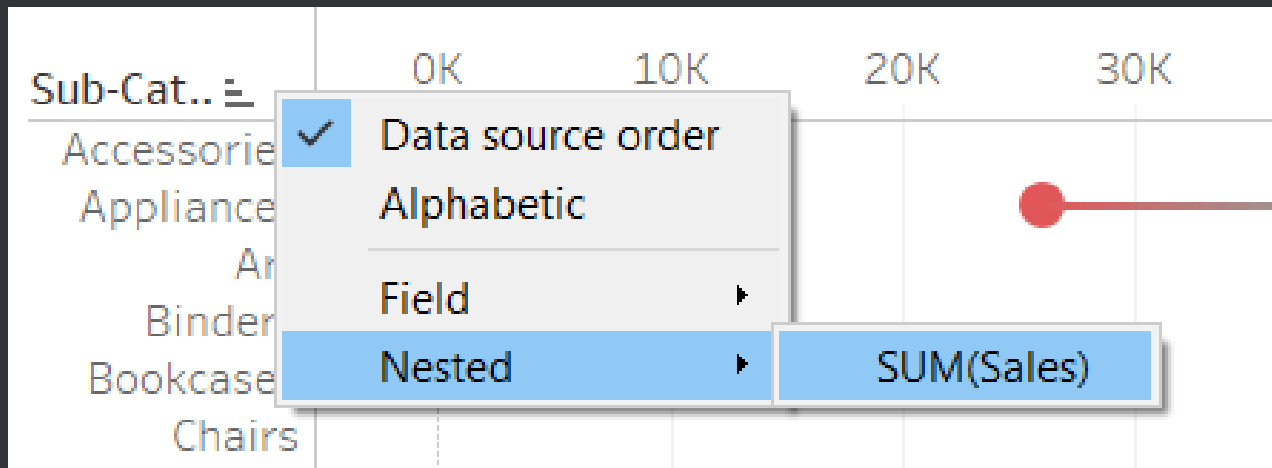 0K 10K 20K 30K
Sub-Cat..
Accessorie
Data source order
Appliance
Alphabetic
Ar
Field
Binder
Nested
SUM(Sales)
Bookcase
Chairs